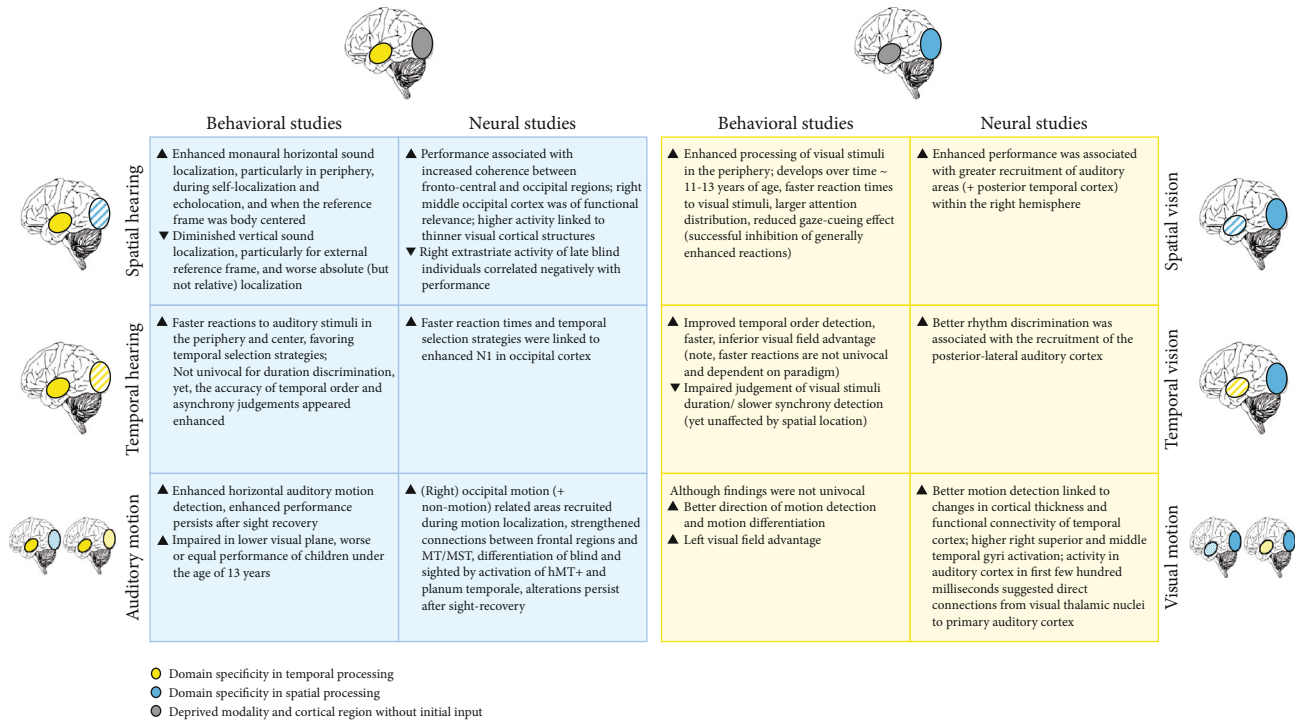 Behavioral studies
Neural studies
Behavioral studies
Neural studies
Spatial hearing
▲ Enhanced monaural horizontal sound
localization, particularly in periphery,
during self-localization and
echolocation, and when the reference
frame was body centered
▼ Diminished vertical sound
localization, particularly for external
reference frame, and worse absolute (but
not relative) localization
▲ Performance associated with
increased coherence between
fronto-central and occipital regions; right
middle occipital cortex was of functional
relevance; higher activity linked to
thinner visual cortical structures
▼ Right extrastriate activity of late blind
individuals correlated negatively with
performance
▲ Enhanced processing of visual stimuli
in the periphery; develops over time ~
11-13 years of age, faster reaction times
to visual stimuli, larger attention
distribution, reduced gaze-cueing effect
(successful inhibition of generally
enhanced reactions)
▲ Enhanced performance was associated
with greater recruitment of auditory
areas (+ posterior temporal cortex)
within the right hemisphere
Spatial vision
Temporal hearing
▲ Faster reactions to auditory stimuli in
the periphery and center, favoring
temporal selection strategies;
Not univocal for duration discrimination,
yet, the accuracy of temporal order and
asynchrony judgements appeared
enhanced
▲ Faster reaction times and temporal
selection strategies were linked to
enhanced N1 in occipital cortex
▲ Improved temporal order detection,
faster, inferior visual field advantage
(note, faster reactions are not univocal
and dependent on paradigm)
▼ Impaired judgement of visual stimuli
duration/ slower synchrony detection
(yet unaffected by spatial location)
▲ Better rhythm discrimination was
associated with the recruitment of the
posterior-lateral auditory cortex
Temporal vision
Auditory motion
▲ Enhanced horizontal auditory motion
detection, enhanced performance
persists after sight recovery
▲ Impaired in lower visual plane, worse
or equal performance of children under
the age of 13 years
▲ (Right) occipital motion (+
non-motion) related areas recruited
during motion localization, strengthened
connections between frontal regions and
MT/MST, differentiation of blind and
sighted by activation of hMT+ and
planum temporale, alterations persist
after sight-recovery
Although findings were not univocal
▲ Better direction of motion detection
and motion differentiation
▲ Left visual field advantage
▲ Better motion detection linked to
changes in cortical thickness and
functional connectivity of temporal
cortex; higher right superior and middle
temporal gyri activation; activity in
auditory cortex in first few hundred
milliseconds suggested direct
connections from visual thalamic nuclei
to primary auditory cortex
Visual motion
Domain specificity in temporal processing
Domain specificity in spatial processing
Deprived modality and cortical region without initial input